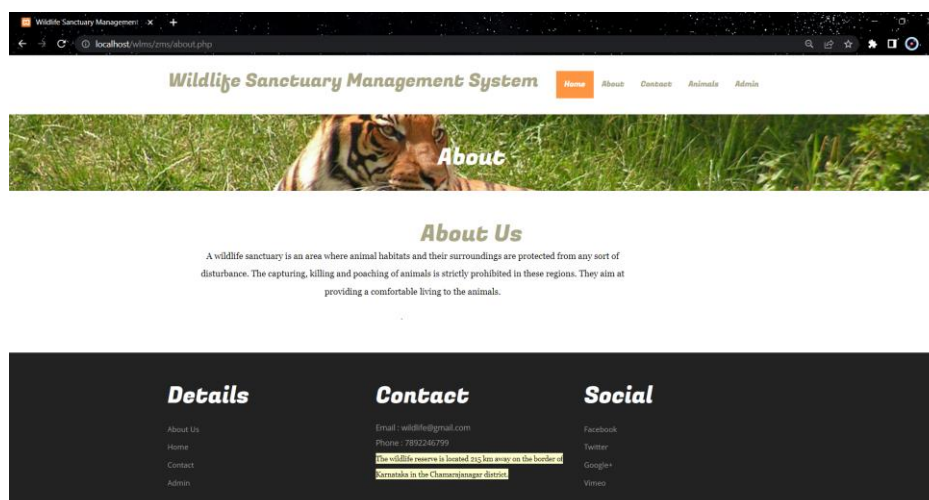 Wildlife Sanctuary Management
localhost/wlms/zms/about.php
Wildlife Sanctuary Management System
Home About Contact Animals Admin
About
About Us
A wildlife sanctuary is an area where animal habitats and their surroundings are protected from any sort of
disturbance. The capturing, killing and poaching of animals is strictly prohibited in these regions. They aim at
providing a comfortable living to the animals.
.
Details
About Us
Home
Contact
Admin
Contact
Email : wildlife@gmail.com
Phone : 7892246799
The wildlife reserve is located 215 km away on the border of
Karnataka in the Chamarajanagar district.
Social
Facebook
Twitter
Google+
Vimeo